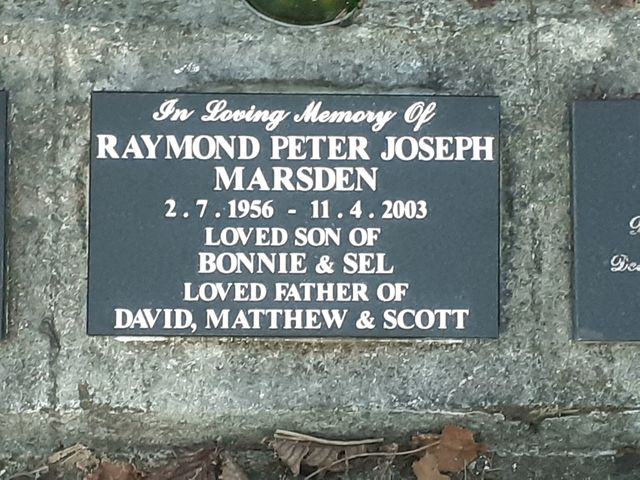 In Loving Memory Of
RAYMOND PETER JOSEPH
MARSDEN
2 . 7 . 1956 - 11 . 4 . 2003
LOVED SON OF
BONNIE & SEL
LOVED FATHER OF
DAVID, MATTHEW & SCOTT